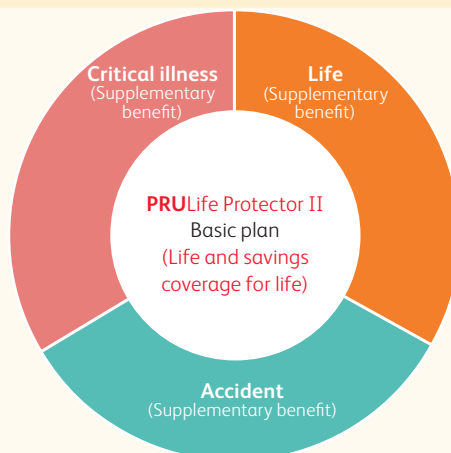 Critical illness
(Supplementary
benefit)
Life
(Supplementary
benefit)
PRULife Protector II
Basic plan
(Life and savings
coverage for life)
Accident
(Supplementary benefit)